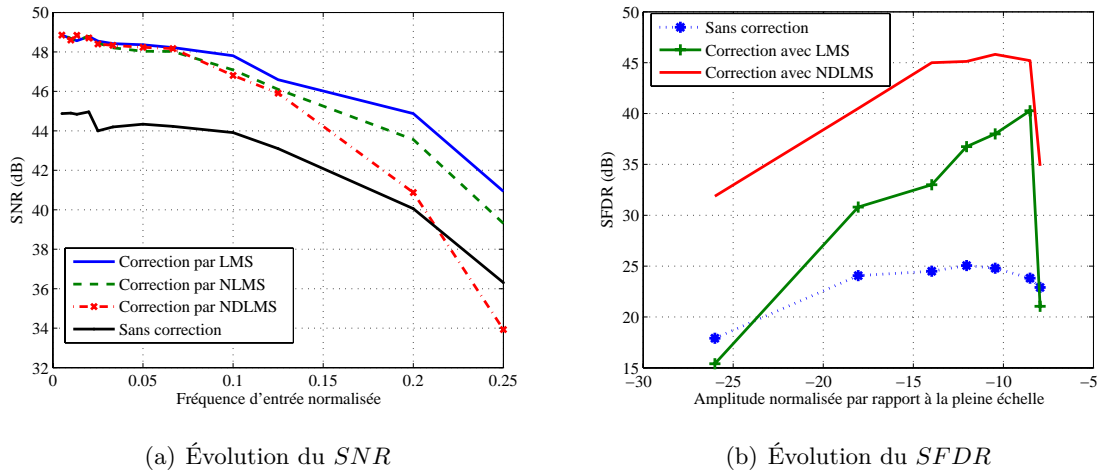 50
48
46
44
42
40
38
36
34
32
SNR (dB)
Correction par LMS
Correction par NLMS
Correction par NDLMS
Sans correction
0 0.05 0.1 0.15 0.2 0.25
Fréquence d'entrée normalisée
(a) Évolution du SNR
50
45
40
35
30
25
20
15
SFDR (dB)
Sans correction
Correction avec LMS
Correction avec NDLMS
−30 −25 −20 −15 −10 −5
Amplitude normalisée par rapport à la pleine échelle
(b) Évolution du SFDR